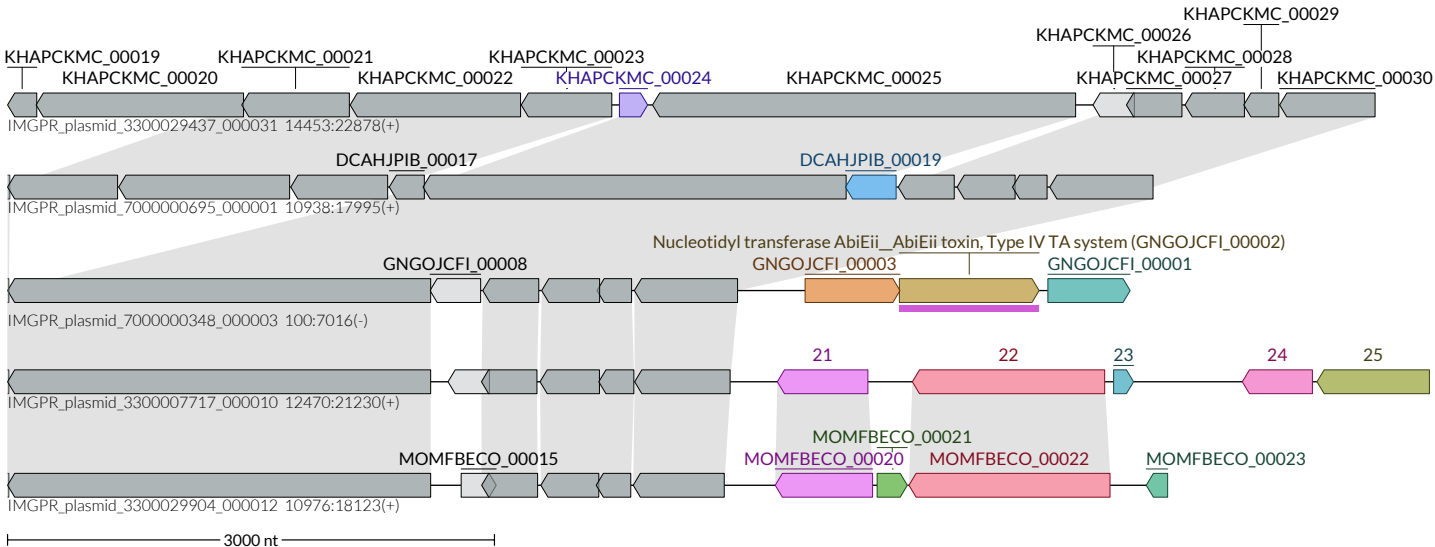 KHAPCKMC_00029
KHAPCKMC_00026
KHAPCKMC_00019 KHAPCKMC_00021 KHAPCKMC_00023 KHAPCKMC_00028
KHAPCKMC_00020 KHAPCKMC_00022 KHAPCKMC_00024 KHAPCKMC_00025 KHAPCKMC_00027 KHAPCKMC_00030
IMGPR_plasmid_3300029437_000031 14453:22878(+)
DCAHJPIB_00017 DCAHJPIB_00019
IMGPR_plasmid_7000000695_000001 10938:17995(+)
Nucleotidyl transferase AbiEii_AbiEii toxin, Type IV TA system (GNGOJCFI_00002)
GNGOJCFI_00008 GNGOJCFI_00003 GNGOJCFI_00001
IMGPR_plasmid_7000000348_000003 100:7016(-)
21 22 23 24 25
IMGPR_plasmid_3300007717_000010 12470:21230(+)
MOMFBECO_00021
MOMFBECO_00015 MOMFBECO_00020 MOMFBECO_00022 MOMFBECO_00023
IMGPR_plasmid_3300029904_000012 10976:18123(+)
3000 nt